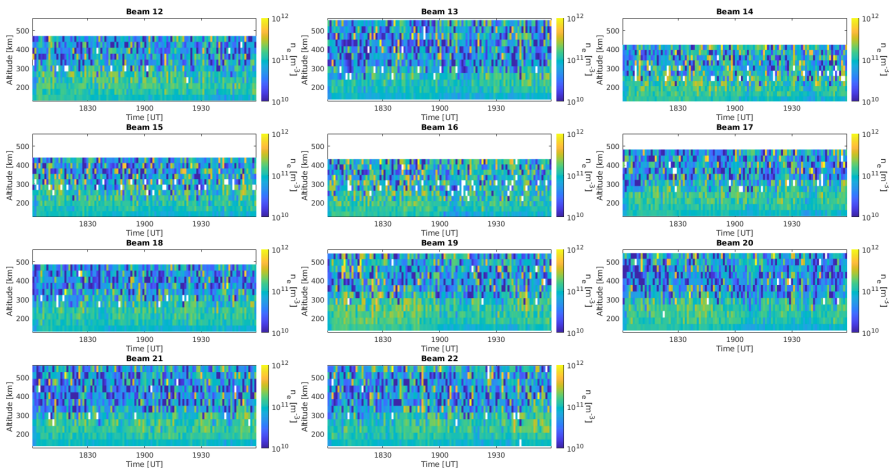 Beam 12
Altitude [km]
500
400
300
200
1830
1900
1930
Time [UT]
10^12
10^11
10^10
n_e [m^-3]
Beam 13
Altitude [km]
500
400
300
200
1830
1900
1930
Time [UT]
10^12
10^11
10^10
n_e [m^-3]
Beam 14
Altitude [km]
500
400
300
200
1830
1900
1930
Time [UT]
10^12
10^11
10^10
n_e [m^-3]
Beam 15
Altitude [km]
500
400
300
200
1830
1900
1930
Time [UT]
10^12
10^11
10^10
n_e [m^-3]
Beam 16
Altitude [km]
500
400
300
200
1830
1900
1930
Time [UT]
10^12
10^11
10^10
n_e [m^-3]
Beam 17
Altitude [km]
500
400
300
200
1830
1900
1930
Time [UT]
10^12
10^11
10^10
n_e [m^-3]
Beam 18
Altitude [km]
500
400
300
200
1830
1900
1930
Time [UT]
10^12
10^11
10^10
n_e [m^-3]
Beam 19
Altitude [km]
500
400
300
200
1830
1900
1930
Time [UT]
10^12
10^11
10^10
n_e [m^-3]
Beam 20
Altitude [km]
500
400
300
200
1830
1900
1930
Time [UT]
10^12
10^11
10^10
n_e [m^-3]
Beam 21
Altitude [km]
500
400
300
200
1830
1900
1930
Time [UT]
10^12
10^11
10^10
n_e [m^-3]
Beam 22
Altitude [km]
500
400
300
200
1830
1900
1930
Time [UT]
10^12
10^11
10^10
n_e [m^-3]